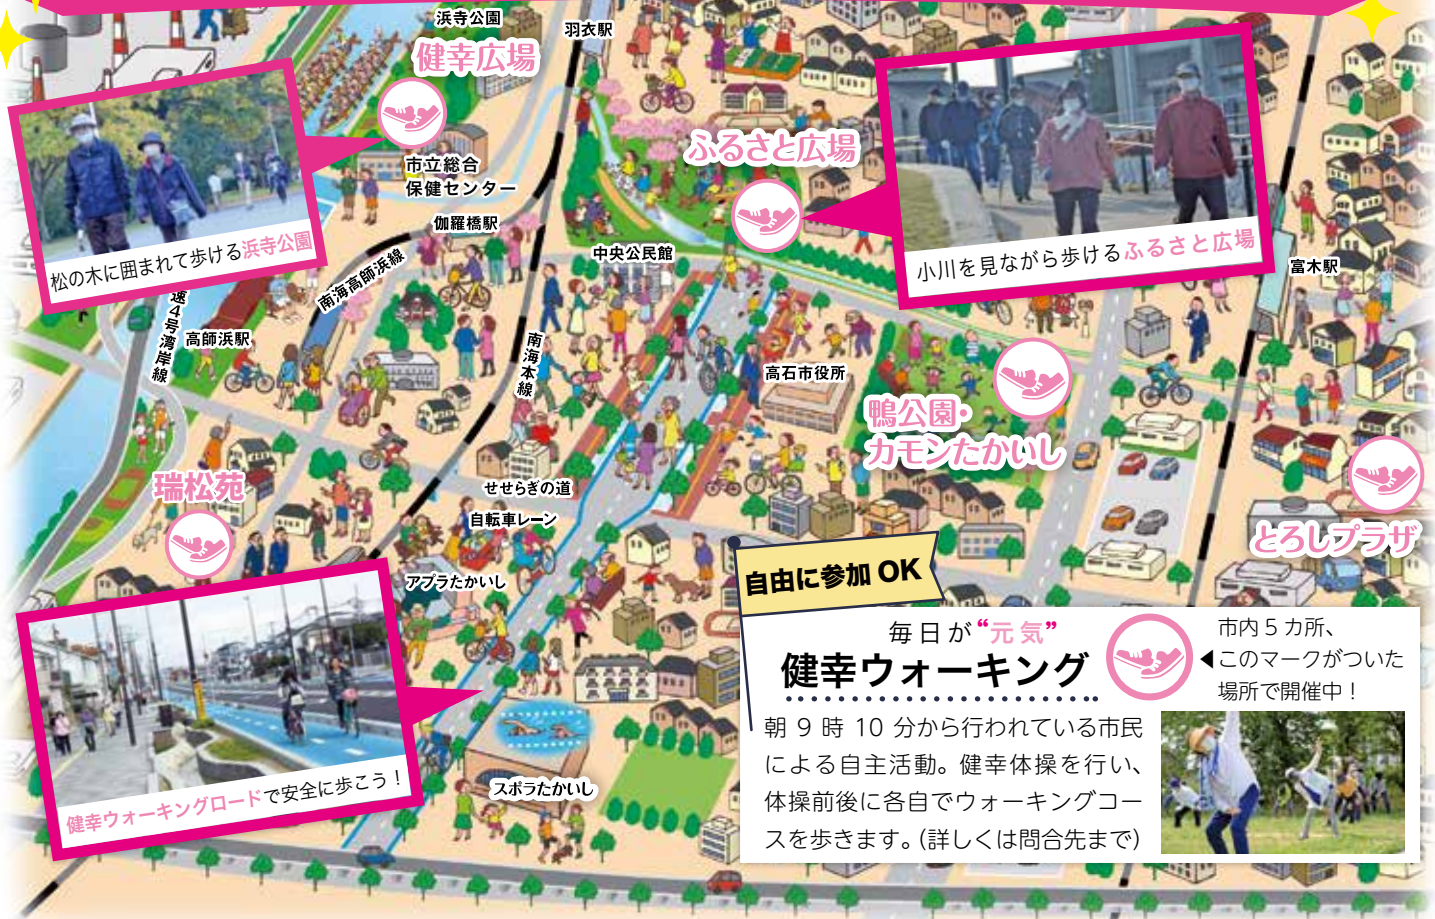 浜寺公園
健幸広場
羽衣駅
市立総合
保健センター
伽羅橋駅
ふるさと広場
中央公民館
松の木に囲まれて歩ける浜寺公園
小川を見ながら歩けるふるさと広場
富木駅
南海高師浜線
速4号湾岸線
高師浜駅
南海本線
高石市役所
鴨公園・
カモンたかいし
瑞松苑
せせらぎの道
自転車レーン
とろしプラザ
アプラたかいし
健幸ウォーキングロードで安全に歩こう！
スポラたかいし
自由に参加 OK
毎日が“元気”
健幸ウォーキング
市内 5 カ所、
◀このマークがついた
場所で開催中！
朝 9 時 10 分から行われている市民
による自主活動。健幸体操を行い、
体操前後に各自でウォーキングコー
スを歩きます。（詳しくは問合先まで）